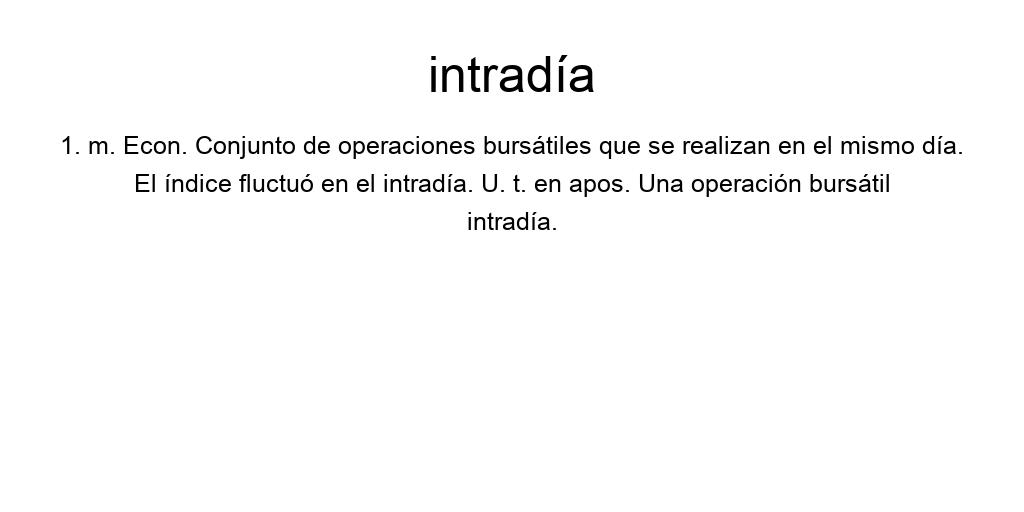 intradía
1. m. Econ. Conjunto de operaciones bursátiles que se realizan en el mismo día.
El índice fluctuó en el intradía. U. t. en apos. Una operación bursátil
intradía.